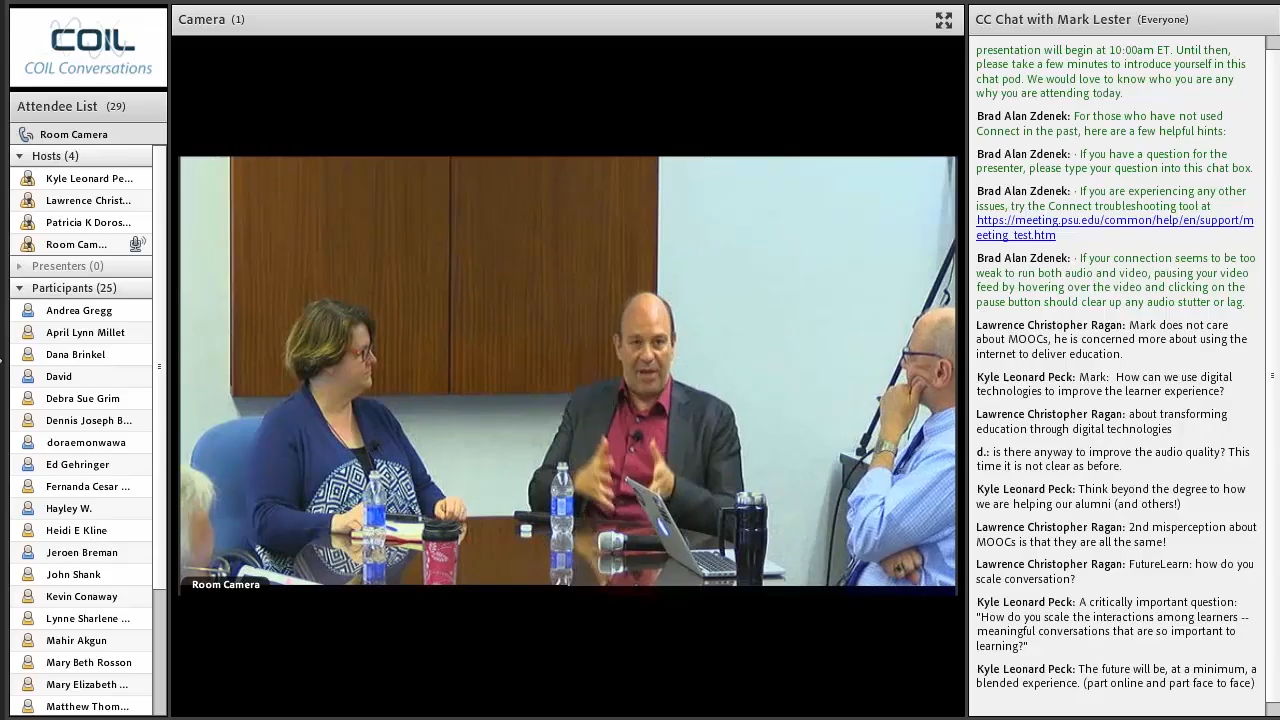 COIL
COIL Conversations
Attendee List (29)
Room Camera
Hosts (4)
Kyle Leonard Pe...
Lawrence Christ...
Patricia K Doros...
Room Cam...
Presenters (0)
Participants (25)
Andrea Gregg
April Lynn Millet
Dana Brinkel
David
Debra Sue Grim
Dennis Joseph B...
doraemonwawa
Ed Gehringer
Fernanda Cesar ...
Hayley W.
Heidi E Kline
Jeroen Breman
John Shank
Kevin Conaway
Lynne Sharlene ...
Mahir Akgun
Mary Beth Rosson
Mary Elizabeth ...
Matthew Thom...
Camera (1)
Room Camera
CC Chat with Mark Lester (Everyone)
presentation will begin at 10:00am ET. Until then,
please take a few minutes to introduce yourself in this
chat pod. We would love to know who you are any
why you are attending today.
Brad Alan Zdenek: For those who have not used
Connect in the past, here are a few helpful hints:
Brad Alan Zdenek: · If you have a question for the
presenter, please type your question into this chat box.
Brad Alan Zdenek: · If you are experiencing any other
issues, try the Connect troubleshooting tool at
https://meeting.psu.edu/common/help/en/support/m
eeting_test.htm
Brad Alan Zdenek: · If your connection seems to be too
weak to run both audio and video, pausing your video
feed by hovering over the video and clicking on the
pause button should clear up any audio stutter or lag.
Lawrence Christopher Ragan: Mark does not care
about MOOCs, he is concerned more about using the
internet to deliver education.
Kyle Leonard Peck: Mark: How can we use digital
technologies to improve the learner experience?
Lawrence Christopher Ragan: about transforming
education through digital technologies
d.: is there anyway to improve the audio quality? This
time it is not clear as before.
Kyle Leonard Peck: Think beyond the degree to how
we are helping our alumni (and others!)
Lawrence Christopher Ragan: 2nd misperception about
MOOCs is that they are all the same!
Lawrence Christopher Ragan: FutureLearn: how do you
scale conversation?
Kyle Leonard Peck: A critically important question:
"How do you scale the interactions among learners --
meaningful conversations that are so important to
learning?"
Kyle Leonard Peck: The future will be, at a minimum, a
blended experience. (part online and part face to face)